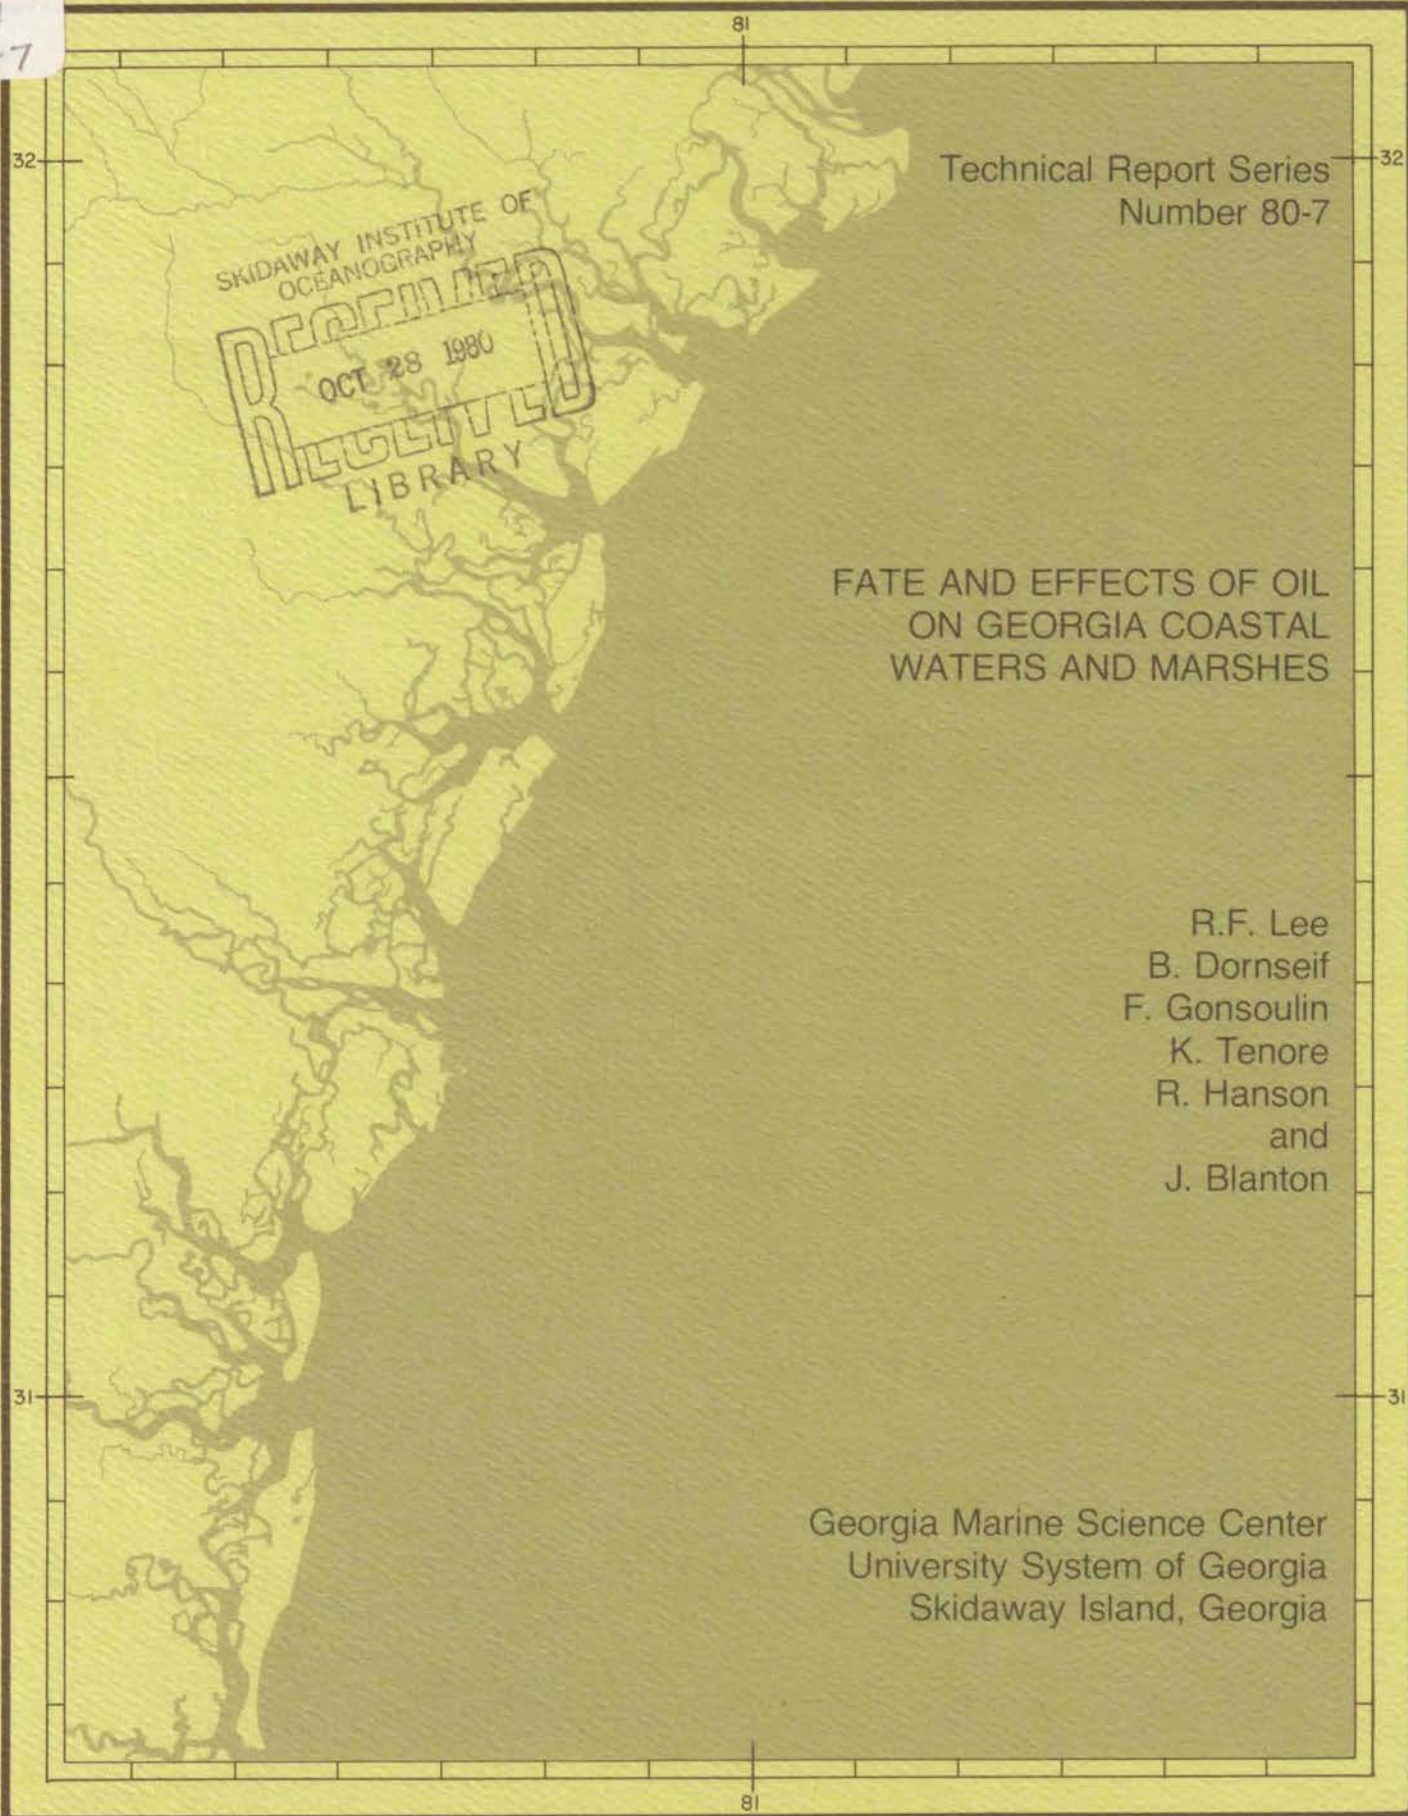 -7
81
32
32
Technical Report Series
Number 80-7
SKIDAWAY INSTITUTE OF
OCEANOGRAPHY
RECEIVED
OCT 28 1980
RECEIVED
LIBRARY
FATE AND EFFECTS OF OIL
ON GEORGIA COASTAL
WATERS AND MARSHES
R.F. Lee
B. Dornseif
F. Gonsoulin
K. Tenore
R. Hanson
and
J. Blanton
31
31
Georgia Marine Science Center
University System of Georgia
Skidaway Island, Georgia
81